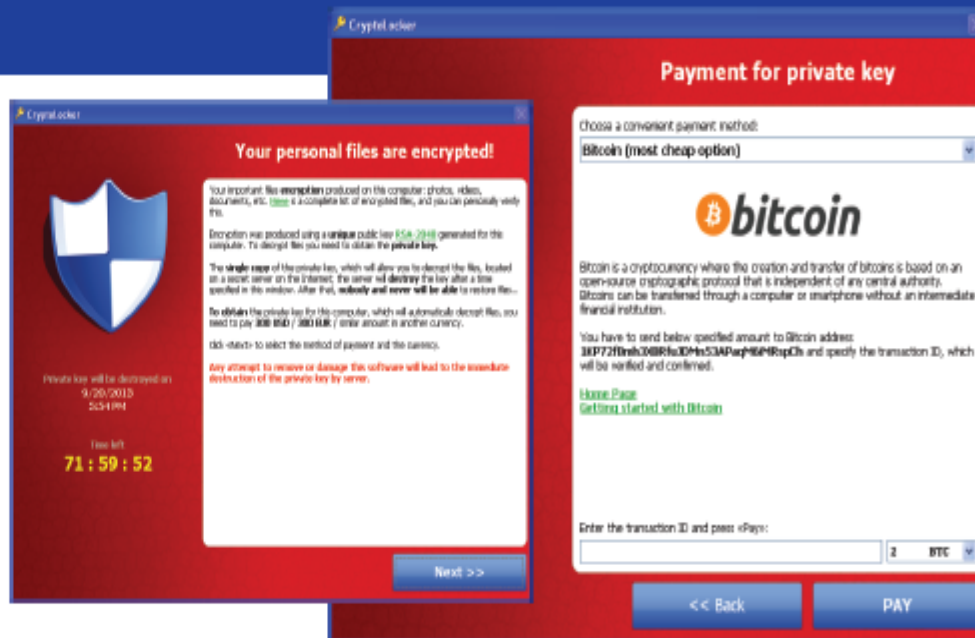 CryptoLocker
Your personal files are encrypted!
Your important files encryption produced on this computer: photos, videos,
documents, etc. Here is a complete list of encrypted files, and you can personally verify
this.
Encryption was produced using a unique public key RSA-2048 generated for this
computer. To decrypt files you need to obtain the private key.
The single copy of the private key, which will allow you to decrypt the files, located
on a secret server on the Internet; the server will destroy the key after a time
specified in this window. After that, nobody and never will be able to restore files...
To obtain the private key for this computer, which will automatically decrypt files, you
need to pay 300 USD / 300 EUR / similar amount in another currency.
Click «Next» to select the method of payment and the currency.
Any attempt to remove or damage this software will lead to the immediate
destruction of the private key by server.
Private key will be destroyed on
9/20/2013
5:54 PM
Time left
71 : 59 : 52
Next >>
CryptoLocker
Payment for private key
Choose a convenient payment method:
Bitcoin (most cheap option)
bitcoin
Bitcoin is a cryptocurrency where the creation and transfer of bitcoins is based on an
open-source cryptographic protocol that is independent of any central authority.
Bitcoins can be transferred through a computer or smartphone without an intermediate
financial institution.
You have to send below specified amount to Bitcoin address
and specify the transaction ID, which
will be verified and confirmed.
Home Page
Getting started with Bitcoin
Enter the transaction ID and press «Pay»:
2 BTC
<< Back
PAY